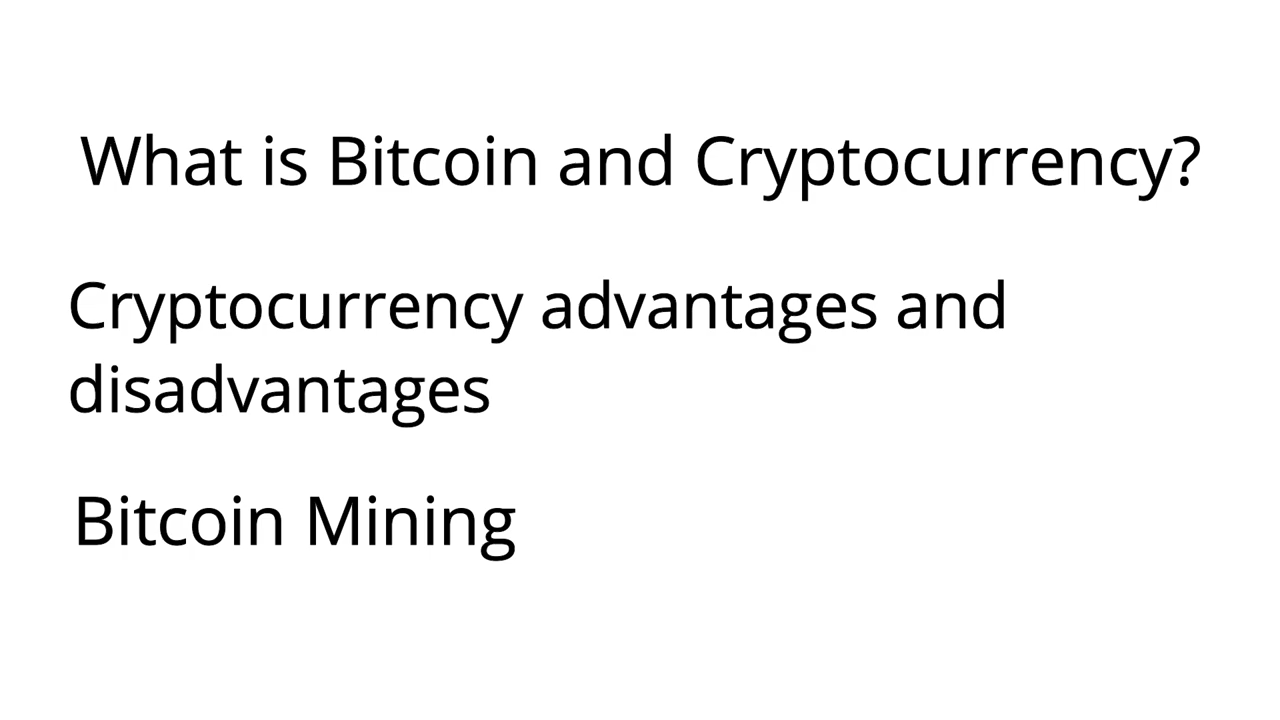 What is Bitcoin and Cryptocurrency?
Cryptocurrency advantages and
disadvantages
Bitcoin Mining